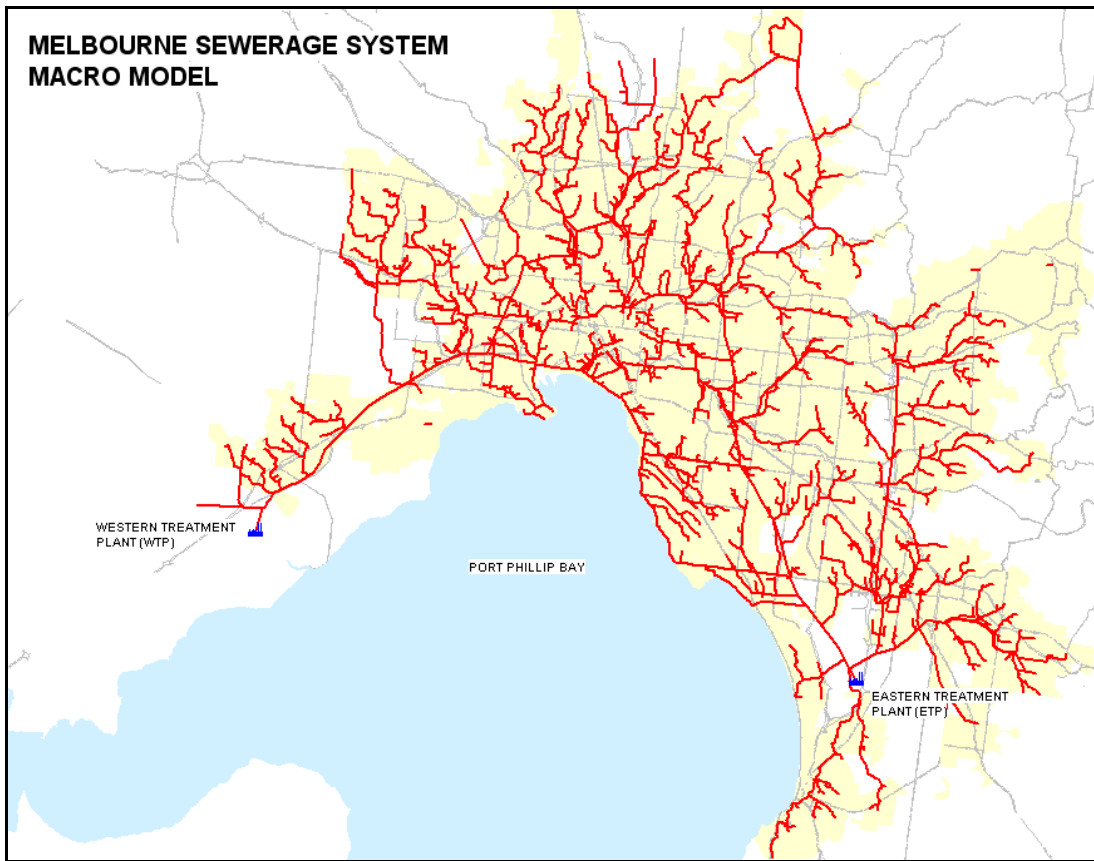 MELBOURNE SEWERAGE SYSTEM
MACRO MODEL
WESTERN TREATMENT
PLANT (WTP)
PORT PHILLIP BAY
EASTERN TREATMENT
PLANT (ETP)